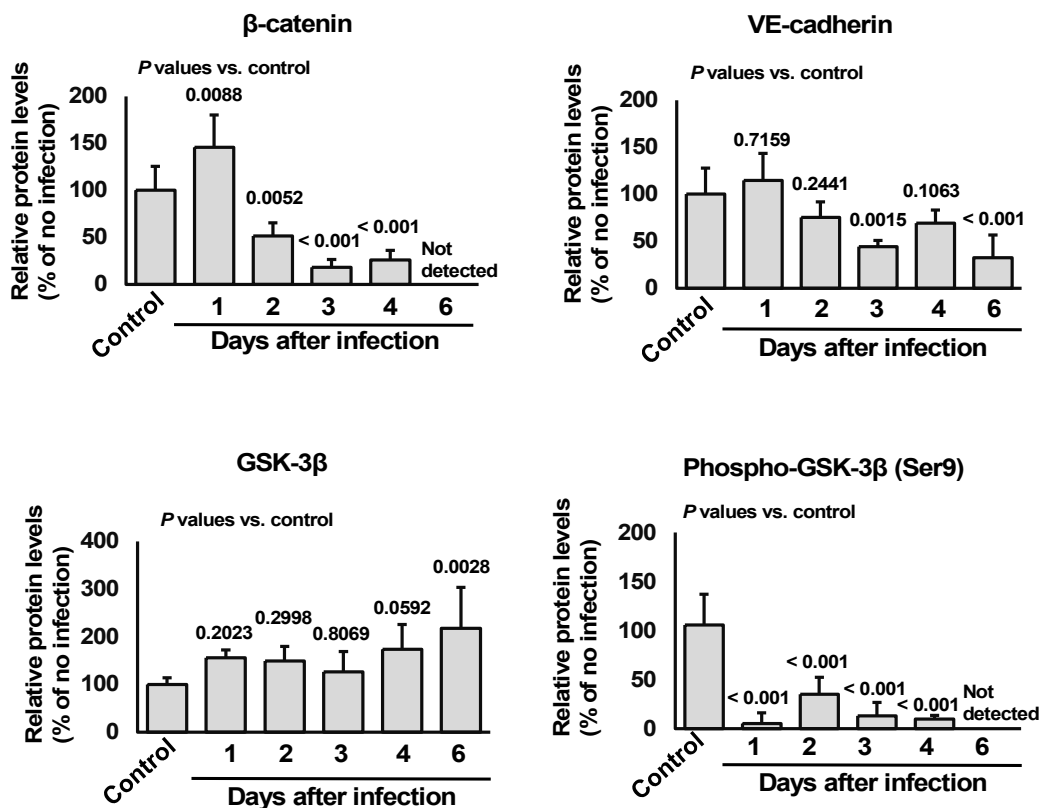 β-catenin
P values vs. control
Relative protein levels
(% of no infection)
200
150
100
50
0
0.0088
0.0052
< 0.001
< 0.001
Not
detected
Control
1 2 3 4 6
Days after infection
VE-cadherin
P values vs. control
Relative protein levels
(% of no infection)
200
150
100
50
0
0.7159
0.2441
0.0015
0.1063
< 0.001
Control
1 2 3 4 6
Days after infection
GSK-3β
P values vs. control
Relative protein levels
(% of no infection)
400
300
200
100
0
0.2023
0.2998
0.8069
0.0592
0.0028
Control
1 2 3 4 6
Days after infection
Phospho-GSK-3β (Ser9)
P values vs. control
Relative protein levels
(% of no infection)
200
150
100
50
0
< 0.001
< 0.001
< 0.001
< 0.001
Not
detected
Control
1 2 3 4 6
Days after infection